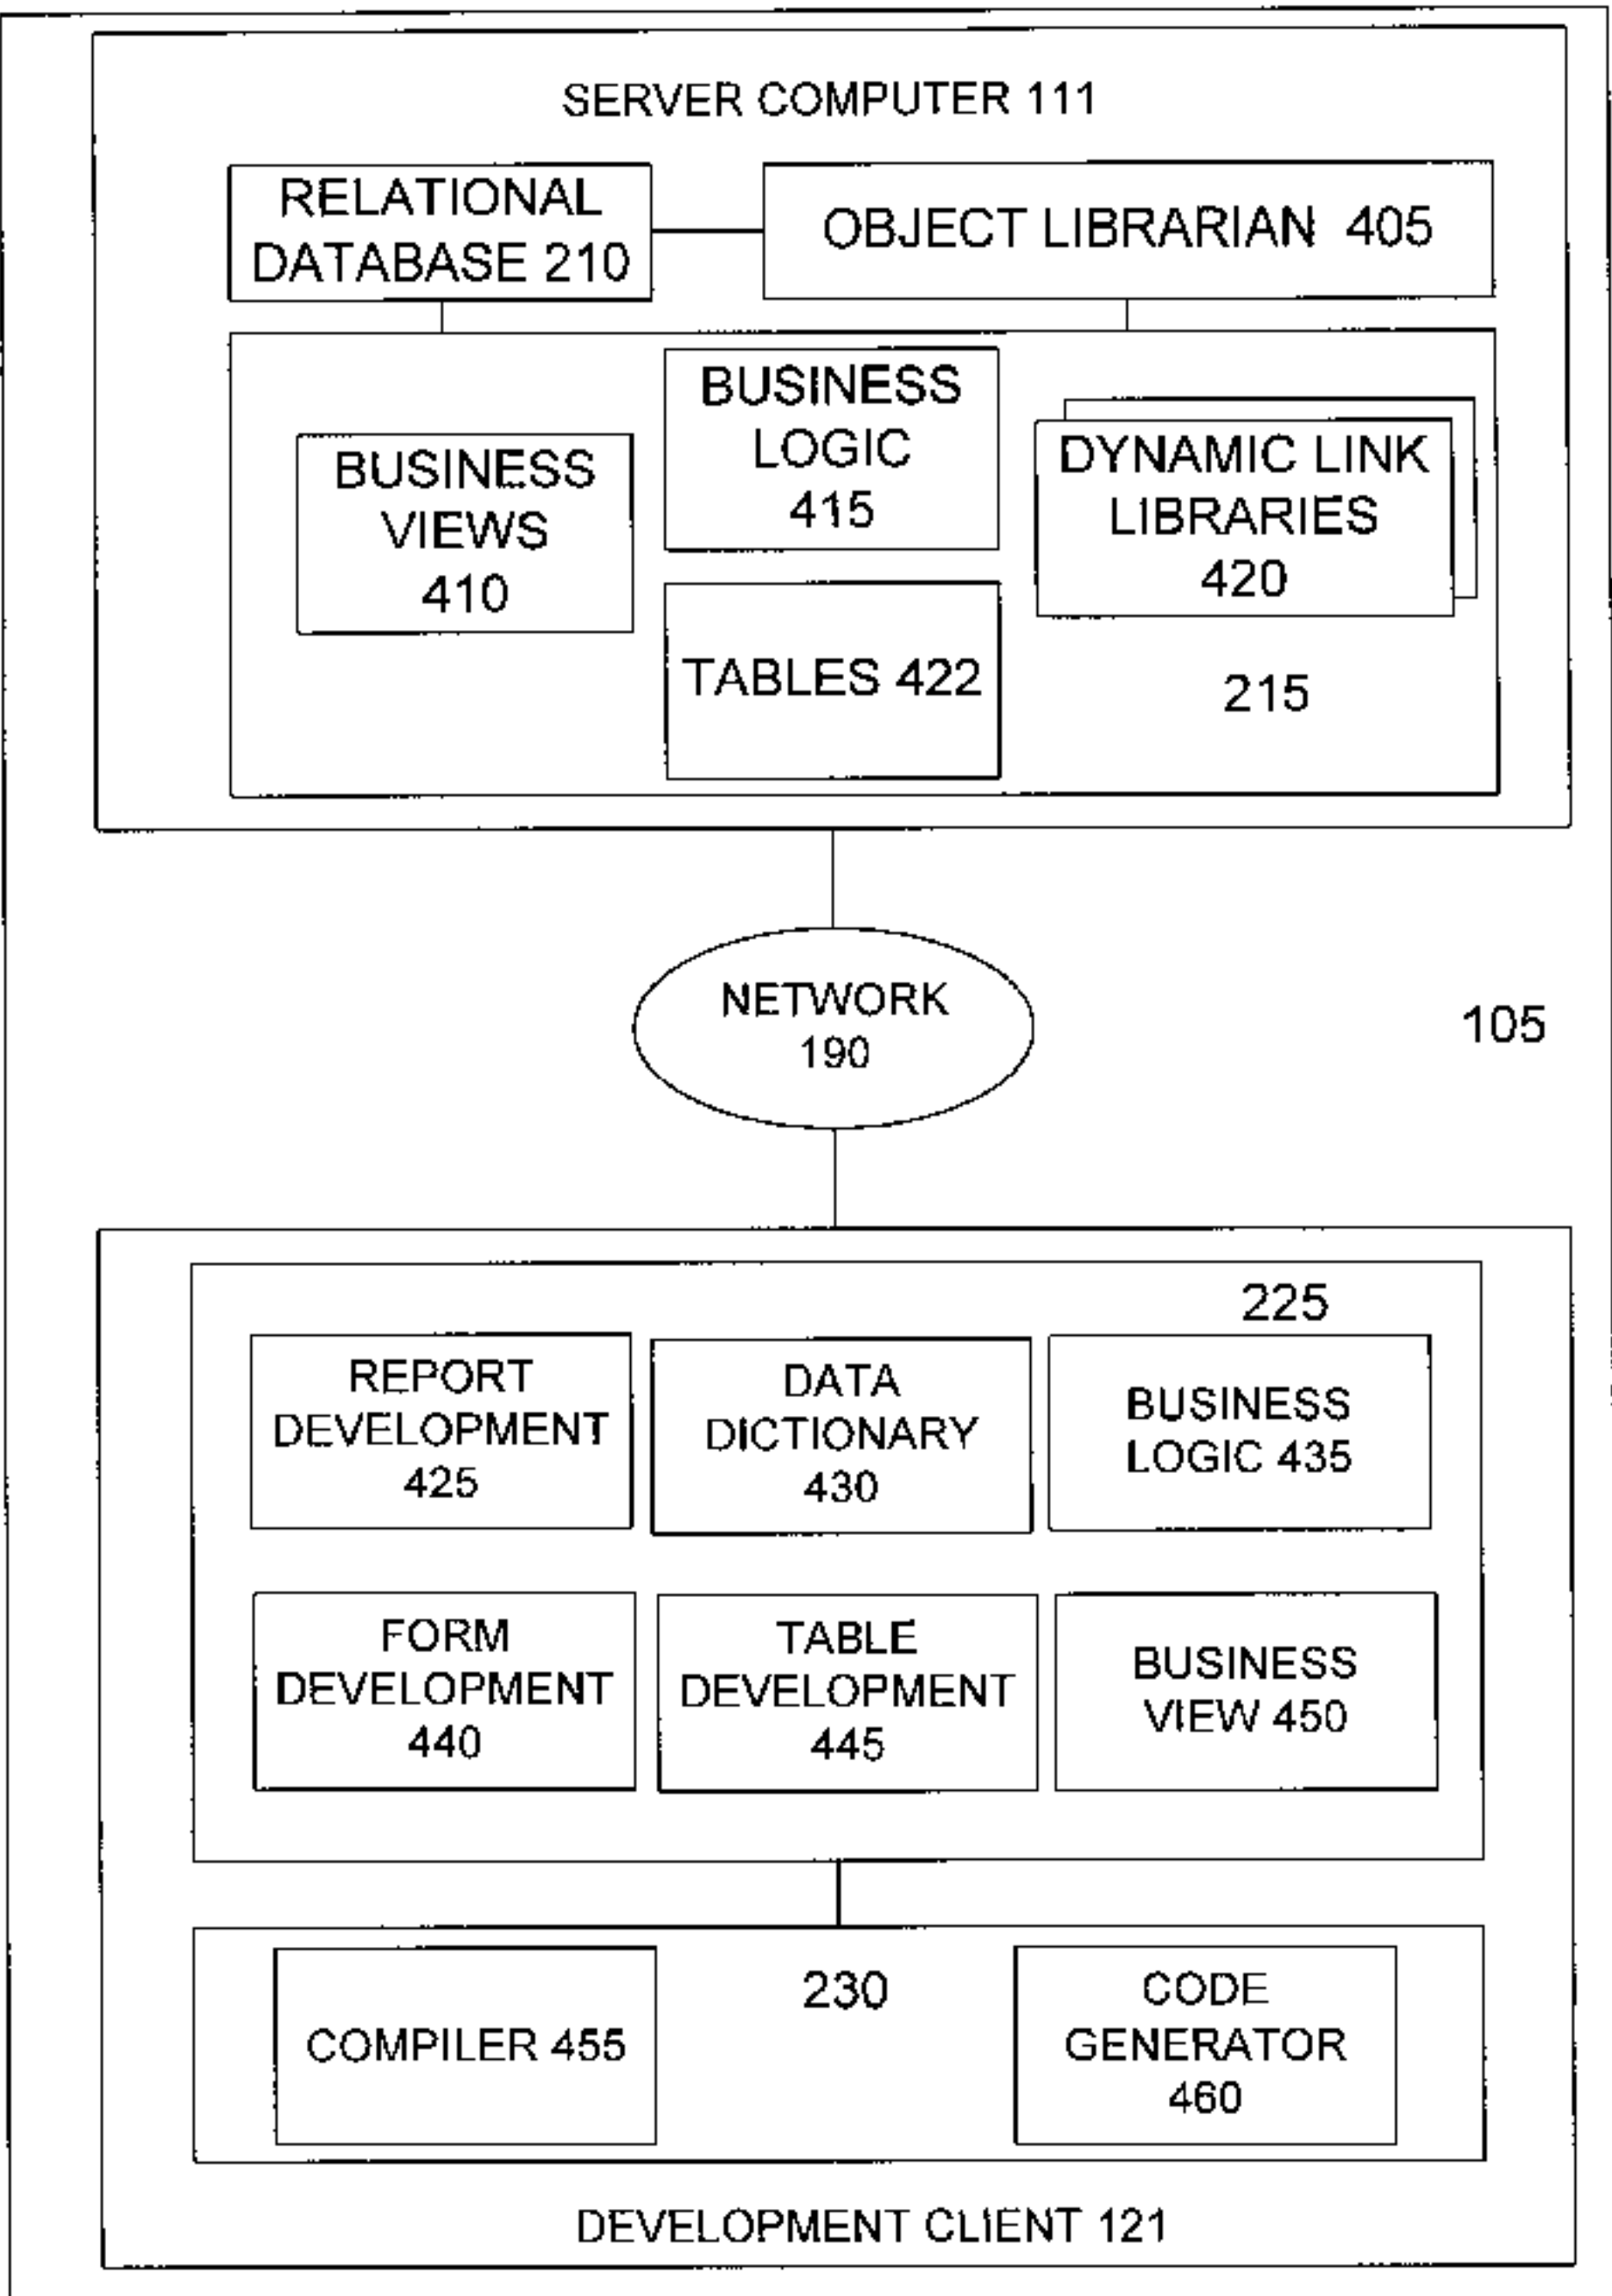 SERVER COMPUTER 111
RELATIONAL
DATABASE 210
OBJECT LIBRARIAN 405
BUSINESS
VIEWS
410
BUSINESS
LOGIC
415
DYNAMIC LINK
LIBRARIES
420
TABLES 422
215
NETWORK
190
105
225
REPORT
DEVELOPMENT
425
DATA
DICTIONARY
430
BUSINESS
LOGIC 435
FORM
DEVELOPMENT
440
TABLE
DEVELOPMENT
445
BUSINESS
VIEW 450
COMPILER 455
230
CODE
GENERATOR
460
DEVELOPMENT CLIENT 121